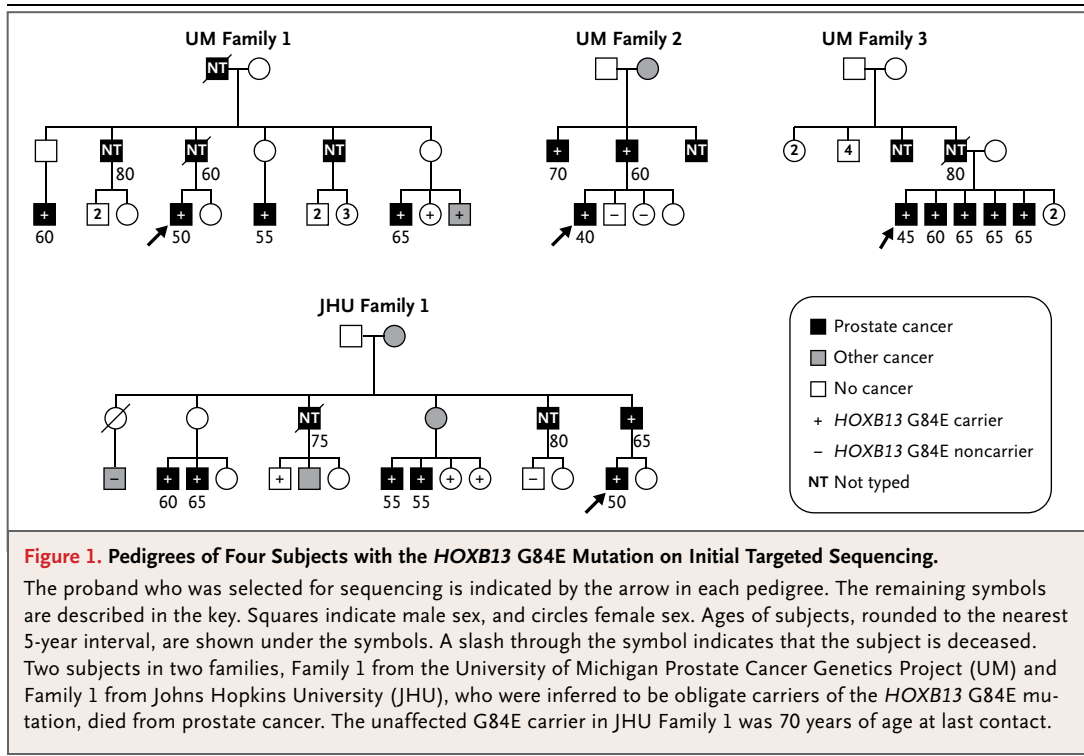 UM Family 1
UM Family 2
UM Family 3
NT
NT
NT
NT
80
60
+
2
+
+
2
3
+
+
+
60
50
55
65
+
+
NT
70
60
+
–
–
40
2
4
NT
NT
80
+
+
+
+
+
2
45
60
65
65
65
JHU Family 1
NT
NT
+
75
80
65
–
+
+
+
+
+
+
+
–
+
60
65
55
55
50
Prostate cancer
Other cancer
No cancer
+ HOXB13 G84E carrier
– HOXB13 G84E noncarrier
NT Not typed
Figure 1. Pedigrees of Four Subjects with the HOXB13 G84E Mutation on Initial Targeted Sequencing.
The proband who was selected for sequencing is indicated by the arrow in each pedigree. The remaining symbols
are described in the key. Squares indicate male sex, and circles female sex. Ages of subjects, rounded to the nearest
5-year interval, are shown under the symbols. A slash through the symbol indicates that the subject is deceased.
Two subjects in two families, Family 1 from the University of Michigan Prostate Cancer Genetics Project (UM) and
Family 1 from Johns Hopkins University (JHU), who were inferred to be obligate carriers of the HOXB13 G84E mu-
tation, died from prostate cancer. The unaffected G84E carrier in JHU Family 1 was 70 years of age at last contact.